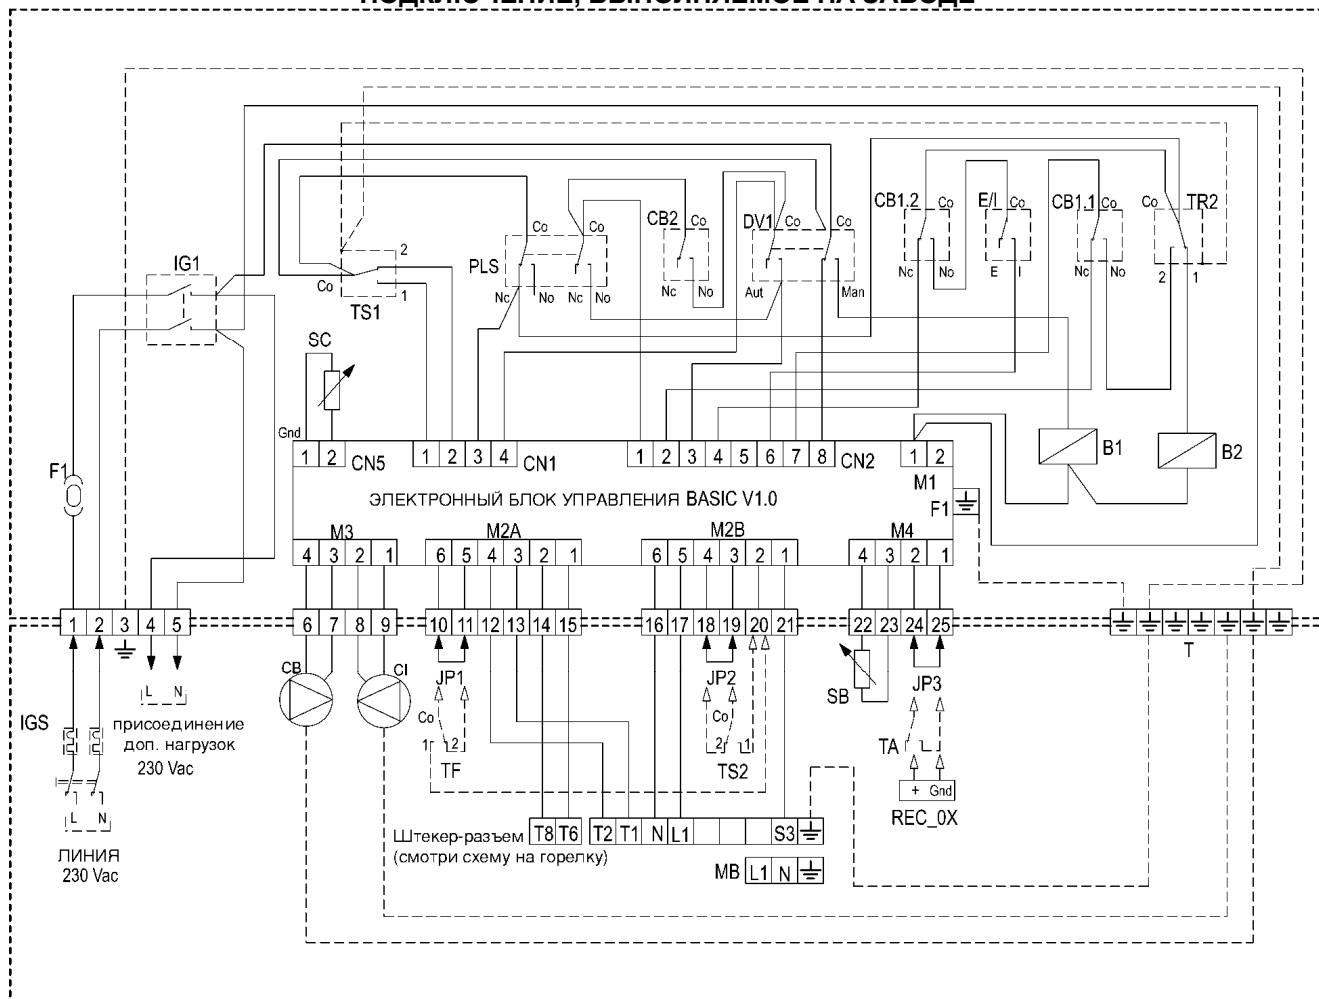 ПОДКЛЮЧЕНИЕ, ВЫПОЛНЯЕМОЕ НА ЗАВОДЕ
IG1
2
Co
1
TS1
PLS
Co
Co
Nc
No
Nc
No
CB2
Co
Nc
No
DV1
Co
Co
Aut
Man
CB1.2
Co
Nc
No
E/I
Co
E
I
CB1.1
Co
Nc
No
Co
TR2
2
1
SC
Gnd
1 2 CN5
1 2 3 4 CN1
1 2 3 4 5 6 7 8 CN2
1 2
M1
B1
B2
F1
ЭЛЕКТРОННЫЙ БЛОК УПРАВЛЕНИЯ BASIC V1.0
F1
M3
M2A
M2B
M4
4 3 2 1
6 5 4 3 2 1
6 5 4 3 2 1
4 3 2 1
1 2 3 4 5
6 7 8 9
10 11 12 13 14 15
16 17 18 19 20 21
22 23 24 25
T
L N
присоединение
доп. нагрузок
230 Vac
IGS
L N
ЛИНИЯ
230 Vac
CB
CI
JP1
Co
1 2
TF
JP2
Co
2 1
TS2
SB
JP3
TA
+ Gnd
REC_0X
Штекер-разъем
(смотри схему на горелку)
T8 T6
T2 T1 N L1 S3
MB L1 N